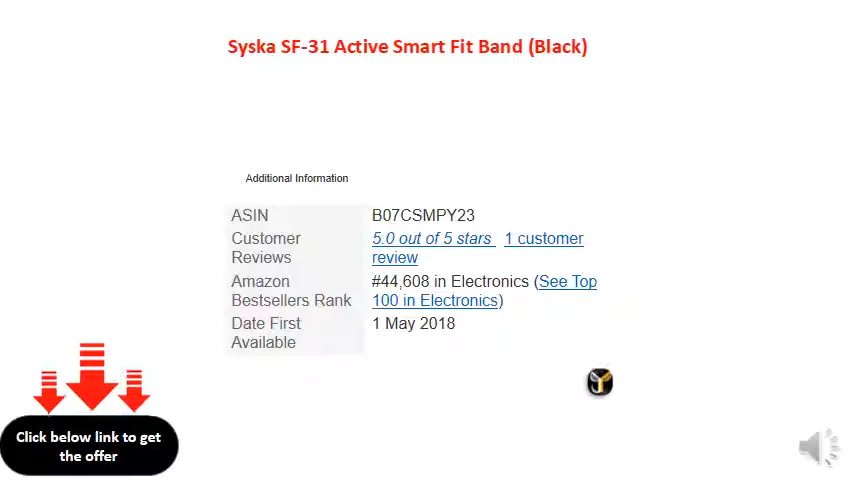 Syska SF-31 Active Smart Fit Band (Black)
Additional Information
ASIN B07CSMPY23
Customer 5.0 out of 5 stars 1 customer
Reviews review
Amazon #44,608 in Electronics (See Top
Bestsellers Rank 100 in Electronics)
Date First 1 May 2018
Available
Click below link to get
the offer